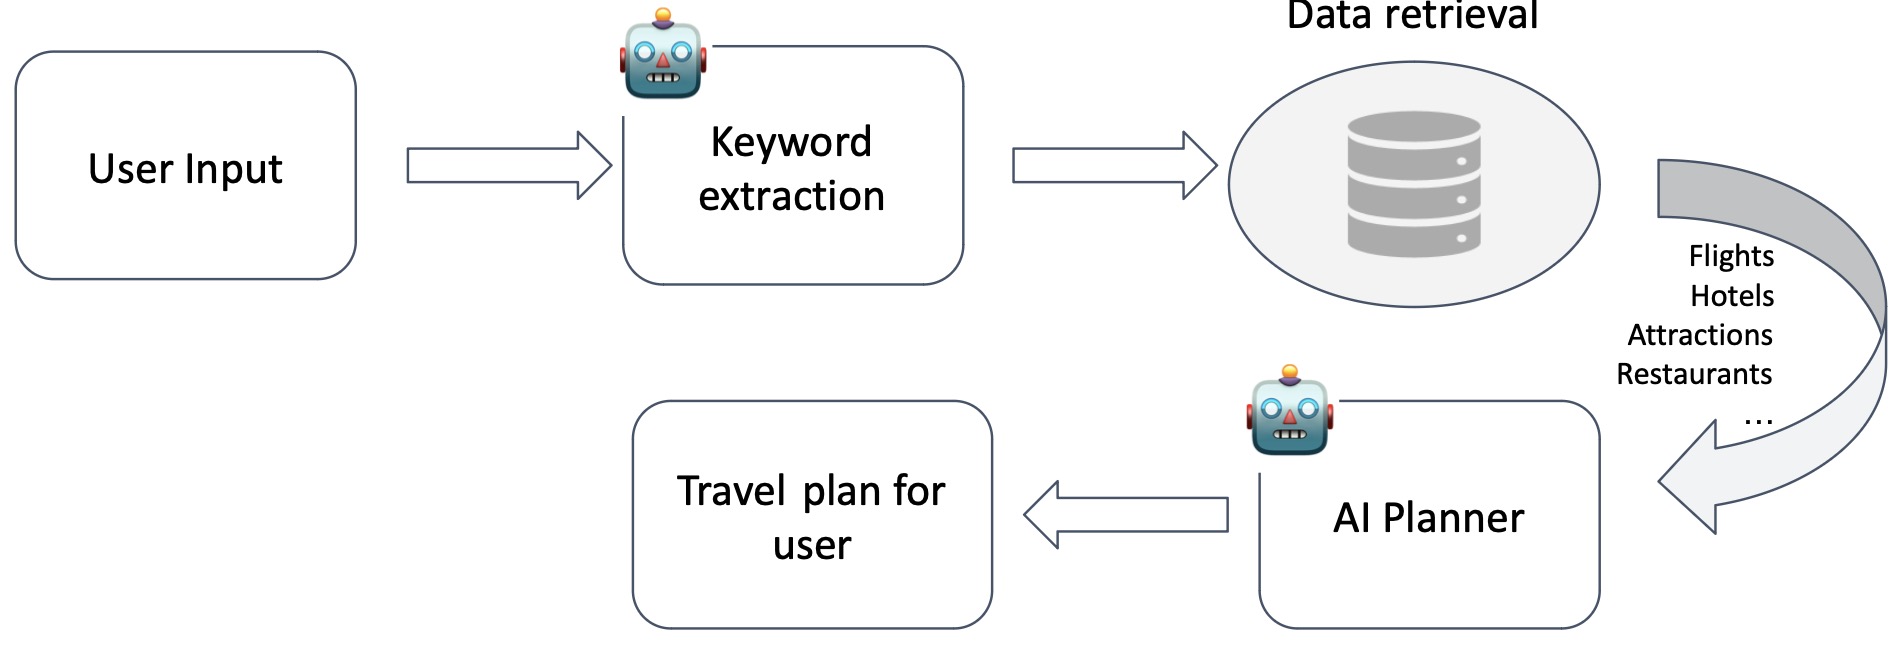 Data retrieval
User Input
Keyword
extraction
Flights
Hotels
Attractions
Restaurants
...
AI Planner
Travel plan for
user